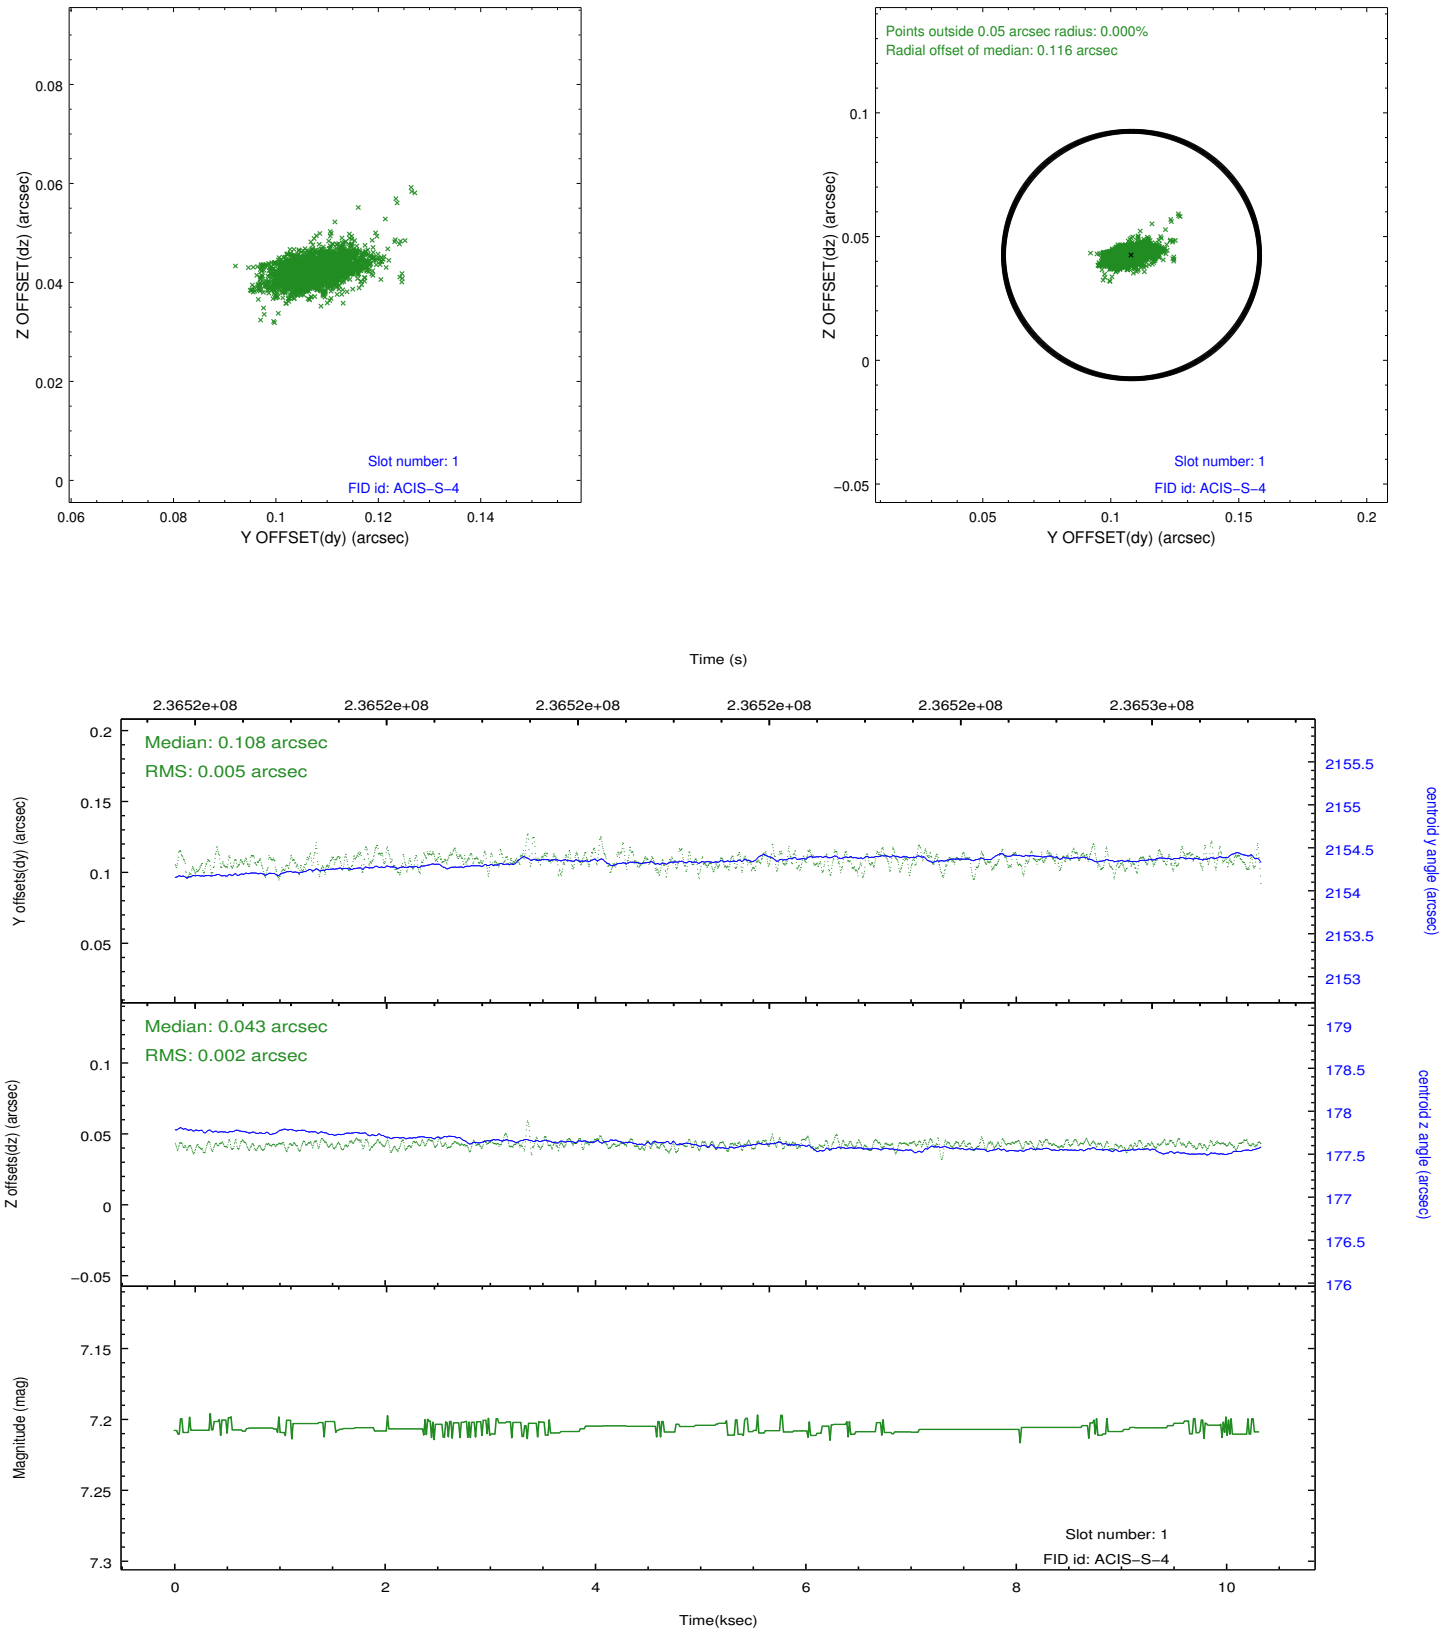 0.08
0.06
0.04
0.02
0
0.06
0.08
0.1
0.12
0.14
Z OFFSET(dz) (arcsec)
Y OFFSET(dy) (arcsec)
Slot number: 1
FID id: ACIS−S−4
Points outside 0.05 arcsec radius: 0.000%
Radial offset of median: 0.116 arcsec
0.1
0.05
0
−0.05
0.05
0.1
0.15
0.2
Z OFFSET(dz) (arcsec)
Y OFFSET(dy) (arcsec)
Slot number: 1
FID id: ACIS−S−4
Time (s)
2.3652e+08
2.3652e+08
2.3652e+08
2.3652e+08
2.3652e+08
2.3653e+08
Median: 0.108 arcsec
RMS: 0.005 arcsec
0.2
0.15
0.1
0.05
Y offsets(dy) (arcsec)
2155.5
2155
2154.5
2154
2153.5
2153
centroid y angle (arcsec)
Median: 0.043 arcsec
RMS: 0.002 arcsec
0.1
0.05
0
−0.05
Z offsets(dz) (arcsec)
179
178.5
178
177.5
177
176.5
176
centroid z angle (arcsec)
7.15
7.2
7.25
7.3
Magnitude (mag)
Slot number: 1
FID id: ACIS−S−4
0
2
4
6
8
10
Time(ksec)